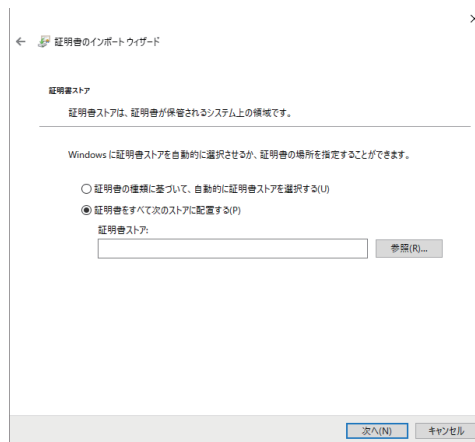 証明書のインポート ウィザード
証明書ストア
証明書ストアは、証明書が保管されるシステム上の領域です。
Windows に証明書ストアを自動的に選択させるか、証明書の場所を指定することができます。
証明書の種類に基づいて、自動的に証明書ストアを選択する(U)
証明書をすべて次のストアに配置する(P)
証明書ストア:
参照(R)...
次へ(N) キャンセル